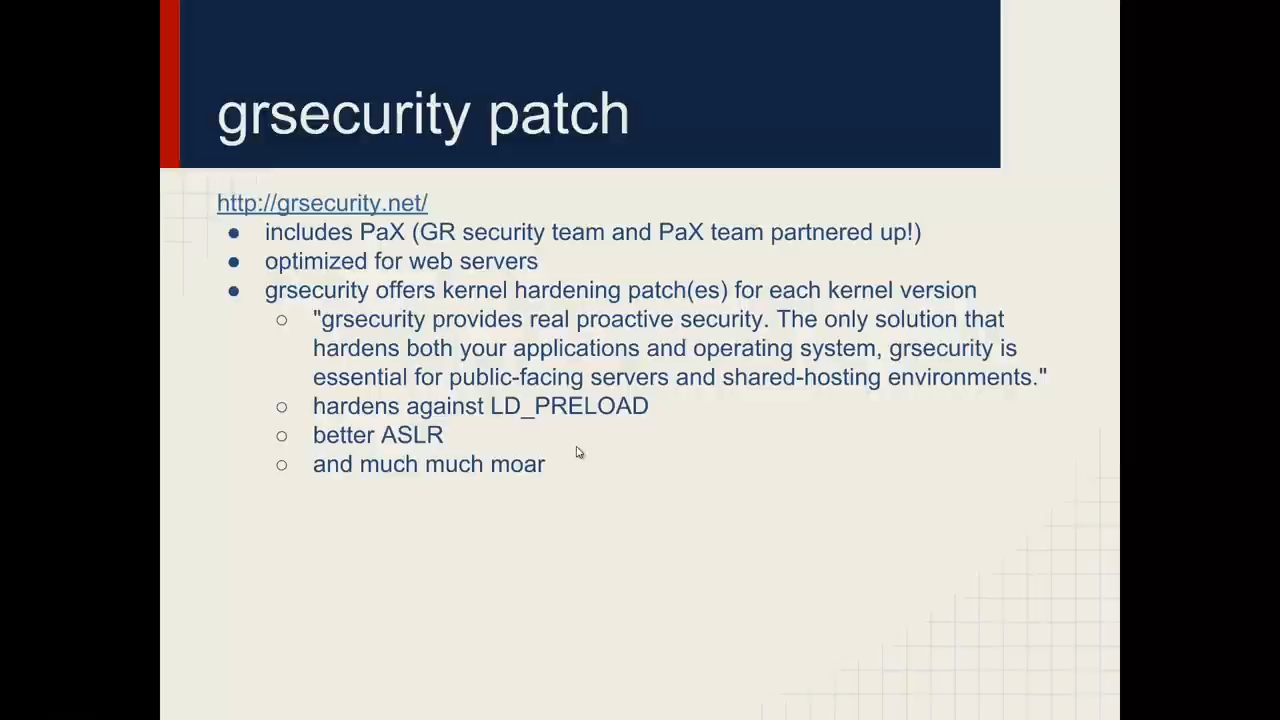 grsecurity patch
http://grsecurity.net/
● includes PaX (GR security team and PaX team partnered up!)
● optimized for web servers
● grsecurity offers kernel hardening patch(es) for each kernel version
○ "grsecurity provides real proactive security. The only solution that
hardens both your applications and operating system, grsecurity is
essential for public-facing servers and shared-hosting environments."
○ hardens against LD_PRELOAD
○ better ASLR
○ and much much moar